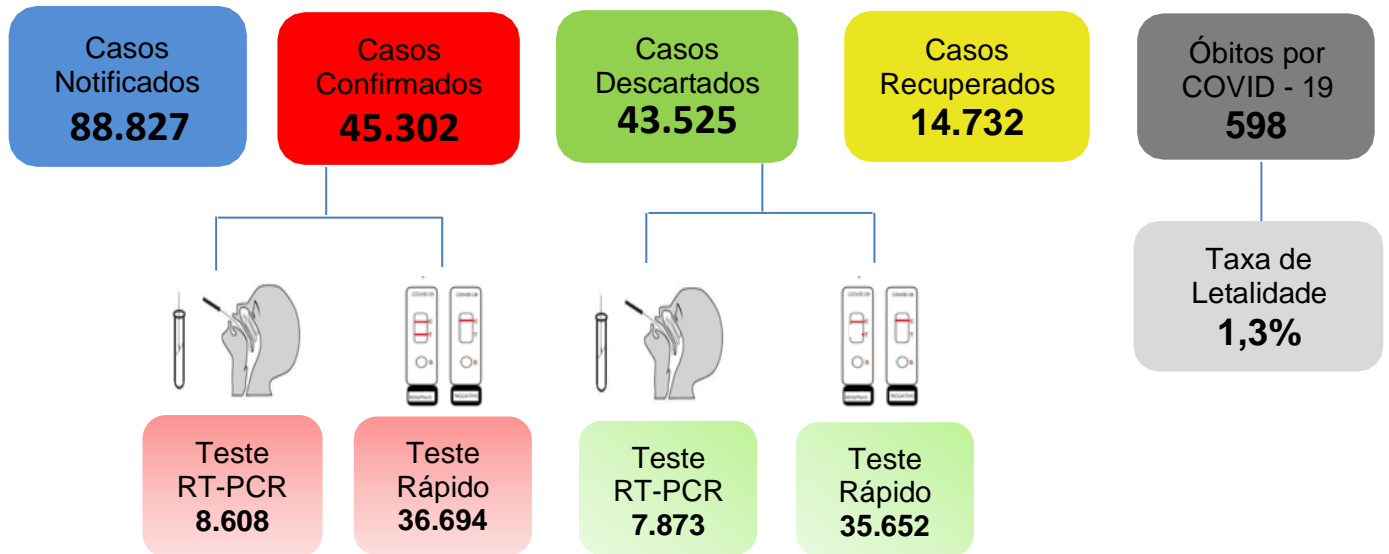 Casos
Notificados
88.827
Casos
Confirmados
45.302
Casos
Descartados
43.525
Casos
Recuperados
14.732
Óbitos por
COVID - 19
598
Taxa de
Letalidade
1,3%
Teste
RT-PCR
8.608
Teste
Rápido
36.694
Teste
RT-PCR
7.873
Teste
Rápido
35.652